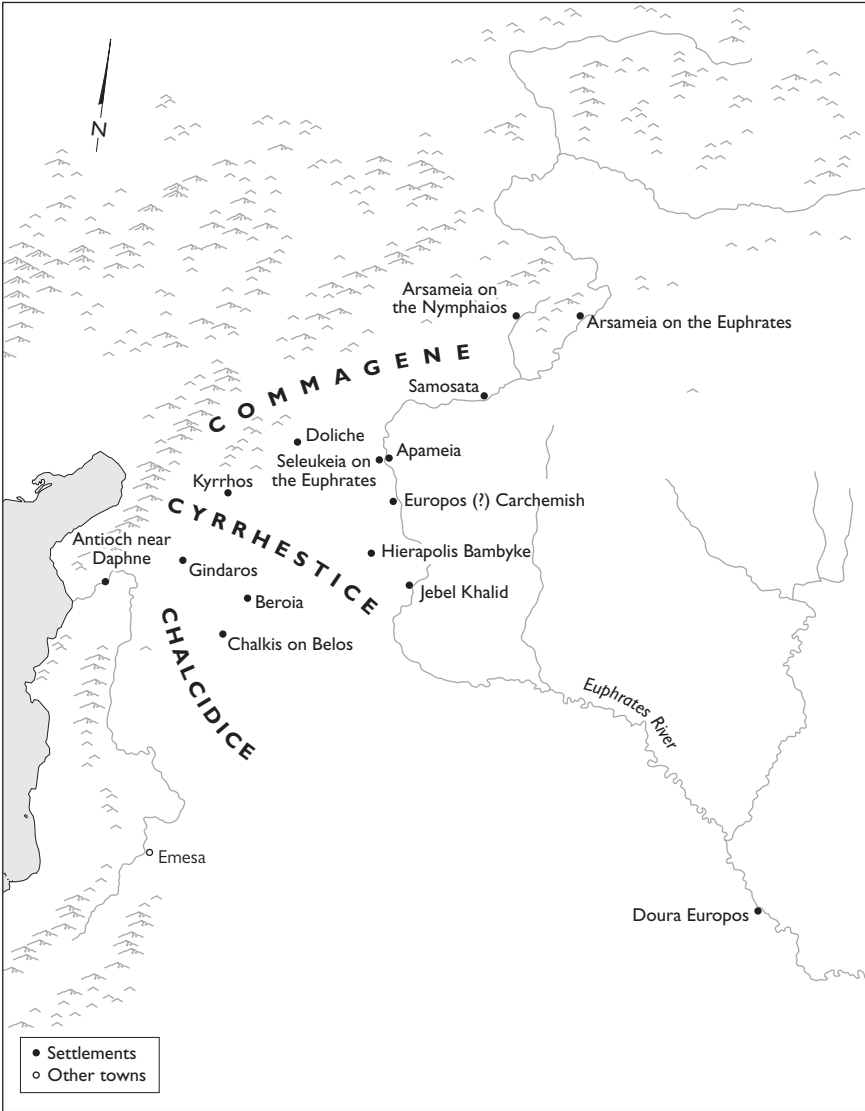 N
Arsameia on
the Nymphaios
Arsameia on the Euphrates
COMMAGENE
Samosata
Doliche
Seleukeia on
the Euphrates
Apameia
Kyrrhos
Europos (?) Carchemish
CYRRHESTICE
Antioch near
Daphne
Hierapolis Bambyke
Gindaros
Jebel Khalid
Beroia
Chalkis on Belos
CHALCIDICE
Euphrates River
Emesa
Doura Europos
Settlements
Other towns